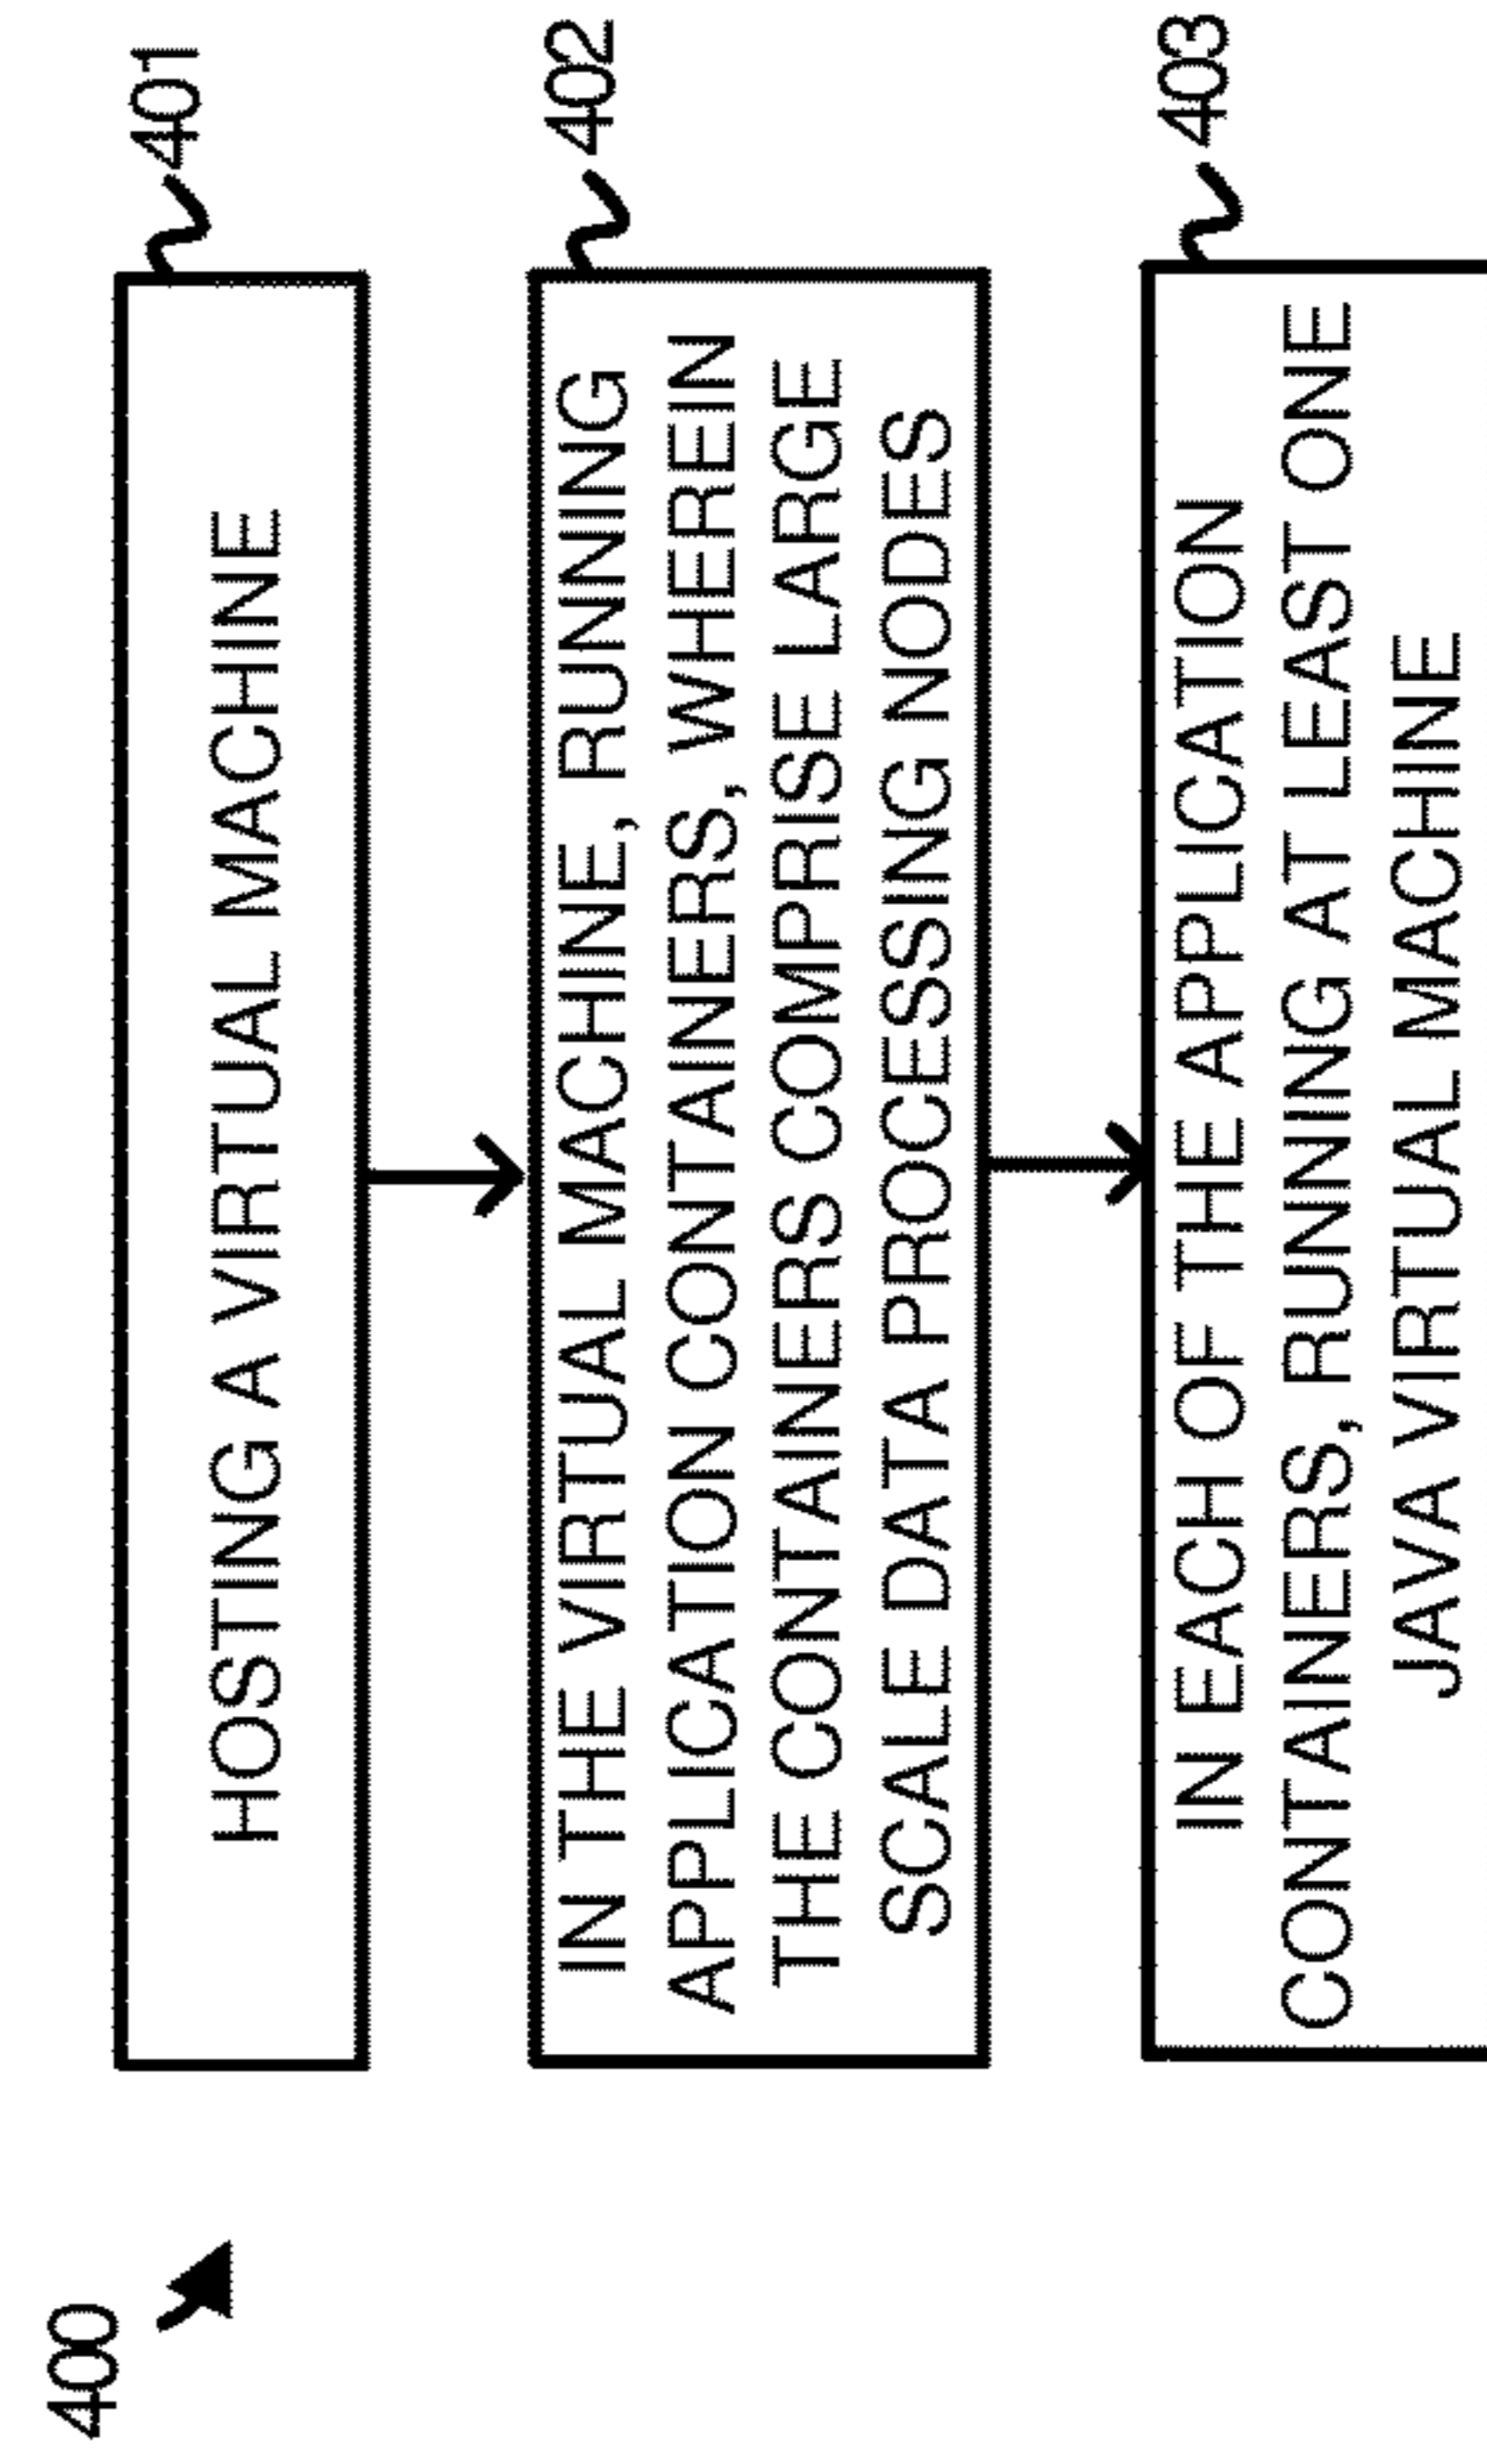 400
401
HOSTING A VIRTUAL MACHINE
402
IN THE VIRTUAL MACHINE, RUNNING
APPLICATION CONTAINERS, WHEREIN
THE CONTAINERS COMPRISE LARGE
SCALE DATA PROCESSING NODES
403
IN EACH OF THE APPLICATION
CONTAINERS, RUNNING AT LEAST ONE
JAVA VIRTUAL MACHINE